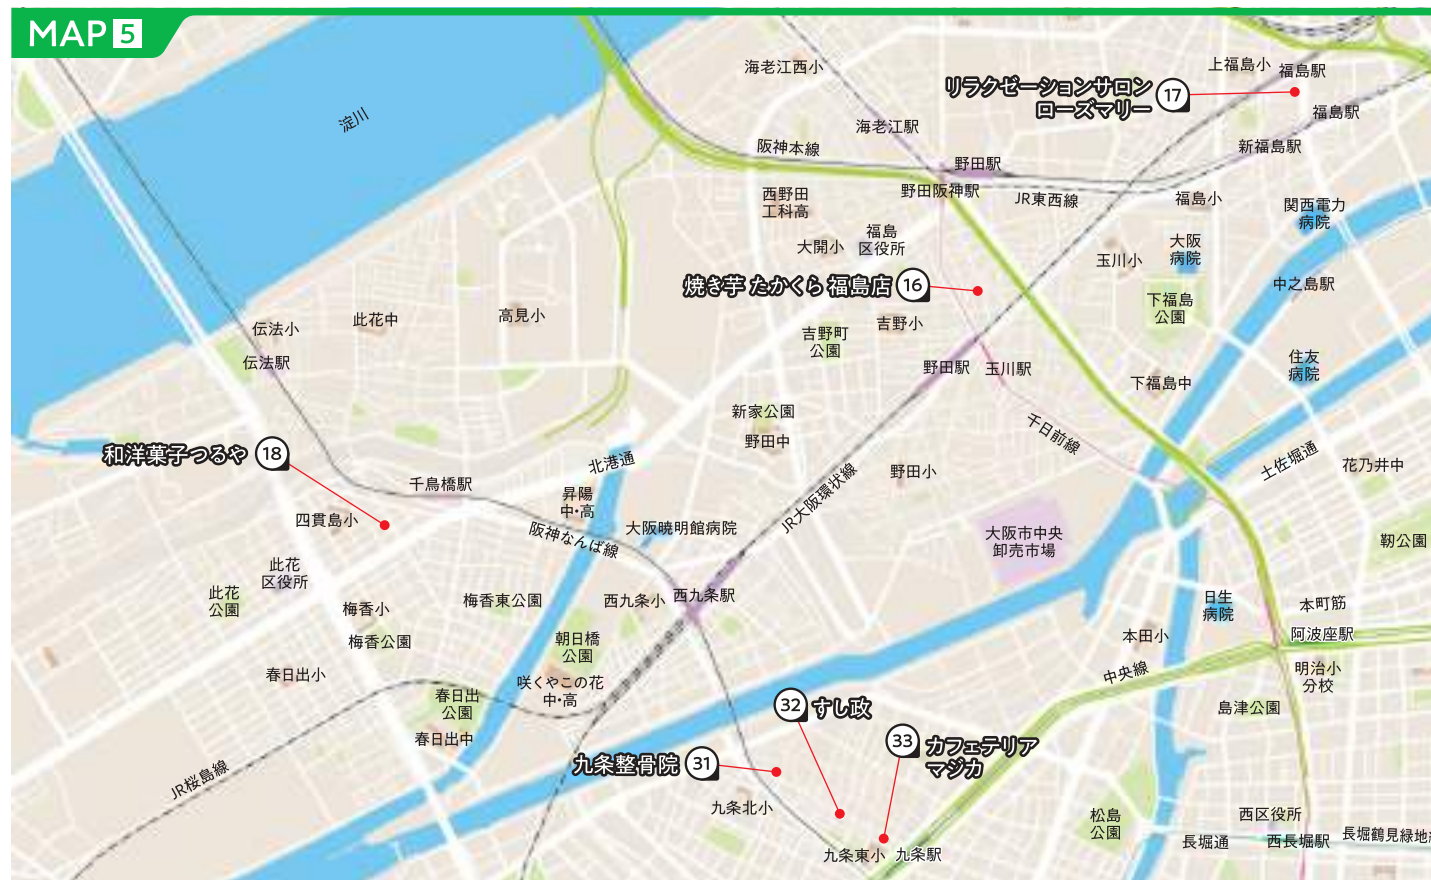 MAP 5
海老江西小
上福島小
福島駅
リラクゼーションサロン
ローズマリー
17
福島駅
淀川
海老江駅
阪神本線
新福島駅
野田駅
野田阪神駅
JR東西線
西野田
工科高
福島小
関西電力
病院
福島
区役所
大開小
大阪
病院
玉川小
焼き芋 たかくら 福島店
16
中之島駅
下福島
公園
此花中
高見小
伝法小
吉野小
吉野町
公園
伝法駅
野田駅
玉川駅
住友
病院
下福島中
新家公園
野田中
千日前線
和洋菓子つるや
18
北港通
土佐堀通
花乃井中
野田小
千鳥橋駅
JR大阪環状線
昇陽
中・高
四貫島小
大阪暁明館病院
阪神なんば線
大阪市中央
卸売市場
靭公園
此花
区役所
此花
公園
梅香小
梅香東公園
西九条小
西九条駅
日生
病院
本町筋
梅香公園
朝日橋
公園
本田小
阿波座駅
春日出小
中央線
明治小
分校
咲くやこの花
中・高
春日出
公園
島津公園
32
すし政
春日出中
33
カフェテリア
マジカ
九条整骨院
31
JR桜島線
九条北小
松島
公園
西区役所
長堀通
西長堀駅
長堀鶴見緑地
九条東小
九条駅